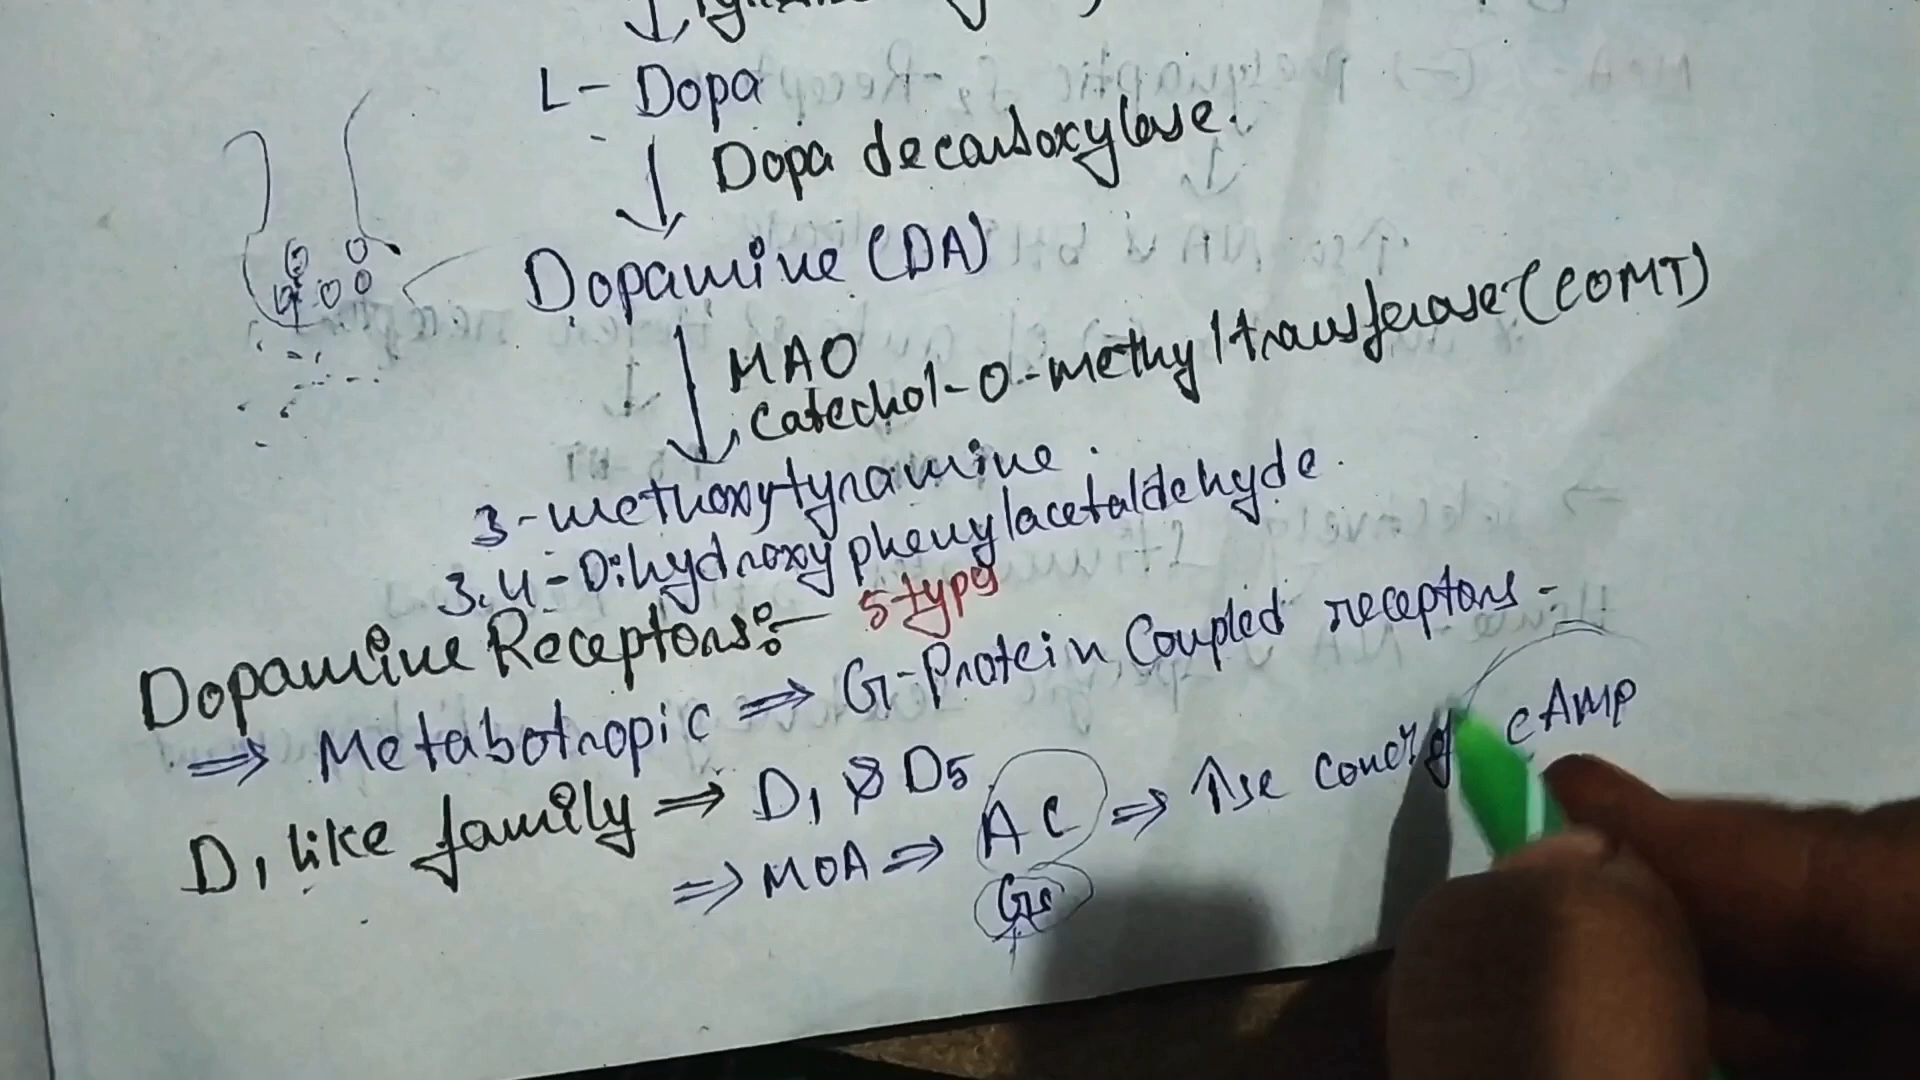 L- Dopa
Dopa decarboxylase.
Dopamine (DA)
MAO
Catechol-O-methyltransferase (COMT)
3-methoxytyramine.
3.4-Dihydroxyphenylacetaldehyde.
Dopamine Receptors:- 5 type
⇒ Metabotropic ⇒ G-Protein Coupled receptors-
D1 like family ⇒ D1 & D5
⇒ MOA ⇒ AC ⇒ ↑se conc of cAMP
Gs